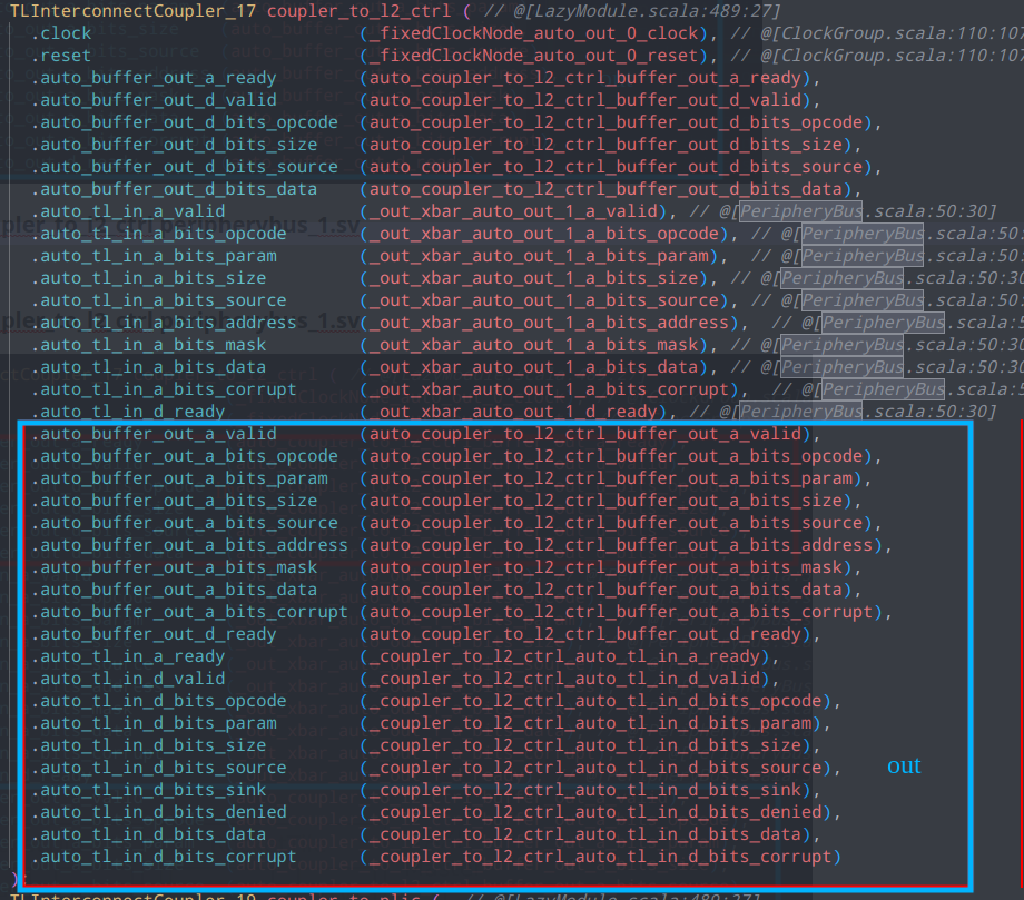 TLInterconnectCoupler_17 coupler_to_l2_ctrl ( // @[LazyModule.scala:489:27]
.clock (_fixedClockNode_auto_out_0_clock), // @[ClockGroup.scala:110:107
.reset (_fixedClockNode_auto_out_0_reset), // @[ClockGroup.scala:110:107
.auto_buffer_out_a_ready (auto_coupler_to_l2_ctrl_buffer_out_a_ready),
.auto_buffer_out_d_valid (auto_coupler_to_l2_ctrl_buffer_out_d_valid),
.auto_buffer_out_d_bits_opcode (auto_coupler_to_l2_ctrl_buffer_out_d_bits_opcode),
.auto_buffer_out_d_bits_size (auto_coupler_to_l2_ctrl_buffer_out_d_bits_size),
.auto_buffer_out_d_bits_source (auto_coupler_to_l2_ctrl_buffer_out_d_bits_source),
.auto_buffer_out_d_bits_data (auto_coupler_to_l2_ctrl_buffer_out_d_bits_data),
.auto_tl_in_a_valid (_out_xbar_auto_out_1_a_valid), // @[PeripheryBus.scala:50:30]
.auto_tl_in_a_bits_opcode (_out_xbar_auto_out_1_a_bits_opcode), // @[PeripheryBus.scala:50:
.auto_tl_in_a_bits_param (_out_xbar_auto_out_1_a_bits_param), // @[PeripheryBus.scala:50:3
.auto_tl_in_a_bits_size (_out_xbar_auto_out_1_a_bits_size), // @[PeripheryBus.scala:50:30
.auto_tl_in_a_bits_source (_out_xbar_auto_out_1_a_bits_source), // @[PeripheryBus.scala:50:
.auto_tl_in_a_bits_address (_out_xbar_auto_out_1_a_bits_address), // @[PeripheryBus.scala:5
.auto_tl_in_a_bits_mask (_out_xbar_auto_out_1_a_bits_mask), // @[PeripheryBus.scala:50:30
.auto_tl_in_a_bits_data (_out_xbar_auto_out_1_a_bits_data), // @[PeripheryBus.scala:50:30
.auto_tl_in_a_bits_corrupt (_out_xbar_auto_out_1_a_bits_corrupt), // @[PeripheryBus.scala:5
.auto_tl_in_d_ready (_out_xbar_auto_out_1_d_ready), // @[PeripheryBus.scala:50:30]
.auto_buffer_out_a_valid (auto_coupler_to_l2_ctrl_buffer_out_a_valid),
.auto_buffer_out_a_bits_opcode (auto_coupler_to_l2_ctrl_buffer_out_a_bits_opcode),
.auto_buffer_out_a_bits_param (auto_coupler_to_l2_ctrl_buffer_out_a_bits_param),
.auto_buffer_out_a_bits_size (auto_coupler_to_l2_ctrl_buffer_out_a_bits_size),
.auto_buffer_out_a_bits_source (auto_coupler_to_l2_ctrl_buffer_out_a_bits_source),
.auto_buffer_out_a_bits_address (auto_coupler_to_l2_ctrl_buffer_out_a_bits_address),
.auto_buffer_out_a_bits_mask (auto_coupler_to_l2_ctrl_buffer_out_a_bits_mask),
.auto_buffer_out_a_bits_data (auto_coupler_to_l2_ctrl_buffer_out_a_bits_data),
.auto_buffer_out_a_bits_corrupt (auto_coupler_to_l2_ctrl_buffer_out_a_bits_corrupt),
.auto_buffer_out_d_ready (auto_coupler_to_l2_ctrl_buffer_out_d_ready),
.auto_tl_in_a_ready (_coupler_to_l2_ctrl_auto_tl_in_a_ready),
.auto_tl_in_d_valid (_coupler_to_l2_ctrl_auto_tl_in_d_valid),
.auto_tl_in_d_bits_opcode (_coupler_to_l2_ctrl_auto_tl_in_d_bits_opcode),
.auto_tl_in_d_bits_param (_coupler_to_l2_ctrl_auto_tl_in_d_bits_param),
.auto_tl_in_d_bits_size (_coupler_to_l2_ctrl_auto_tl_in_d_bits_size),
.auto_tl_in_d_bits_source (_coupler_to_l2_ctrl_auto_tl_in_d_bits_source), out
.auto_tl_in_d_bits_sink (_coupler_to_l2_ctrl_auto_tl_in_d_bits_sink),
.auto_tl_in_d_bits_denied (_coupler_to_l2_ctrl_auto_tl_in_d_bits_denied),
.auto_tl_in_d_bits_data (_coupler_to_l2_ctrl_auto_tl_in_d_bits_data),
.auto_tl_in_d_bits_corrupt (_coupler_to_l2_ctrl_auto_tl_in_d_bits_corrupt)
);